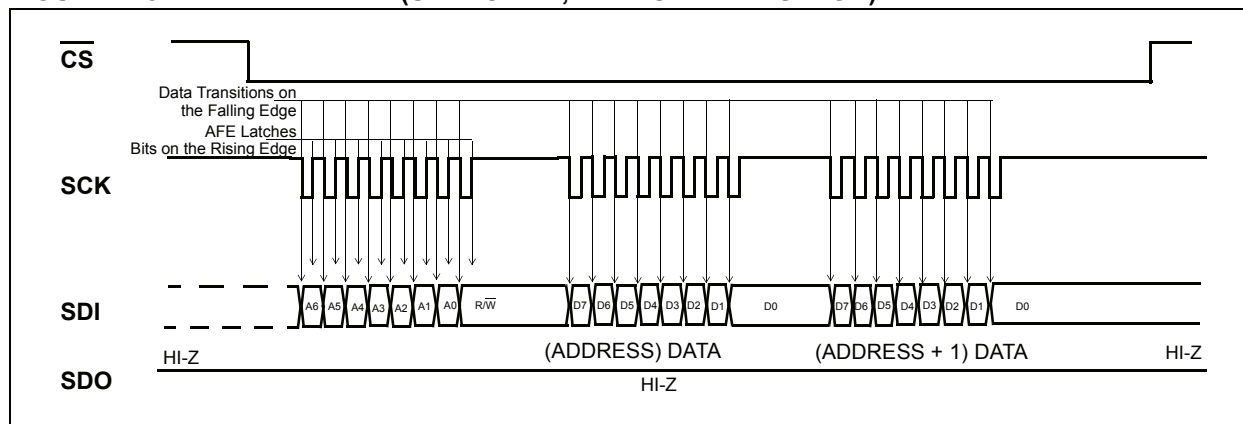 CS
Data Transitions on
the Falling Edge
AFE Latches
Bits on the Rising Edge
SCK
SDI
A6 A5 A4 A3 A2 A1 A0 R/W D7 D6 D5 D4 D3 D2 D1 D0 D7 D6 D5 D4 D3 D2 D1 D0
HI-Z (ADDRESS) DATA (ADDRESS + 1) DATA HI-Z
SDO
HI-Z